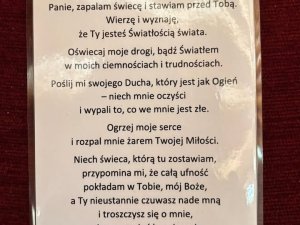 Panie, zapalam świecę i stawiam przed Tobą.
Wierzę i wyznaję,
że Ty jesteś Światłością świata.
Oświecaj moje drogi, bądź Światłem
w moich ciemnościach i trudnościach.
Poślij mi swojego Ducha, który jest jak Ogień
– niech mnie oczyści
i wypali to, co we mnie jest złe.
Ogrzej moje serce
i rozpal mnie żarem Twojej Miłości.
Niech świeca, którą tu zostawiam,
przypomina mi, że całą ufność
pokładam w Tobie, mój Boże,
a Ty nieustannie czuwasz nade mną
i troszczysz się o mnie,